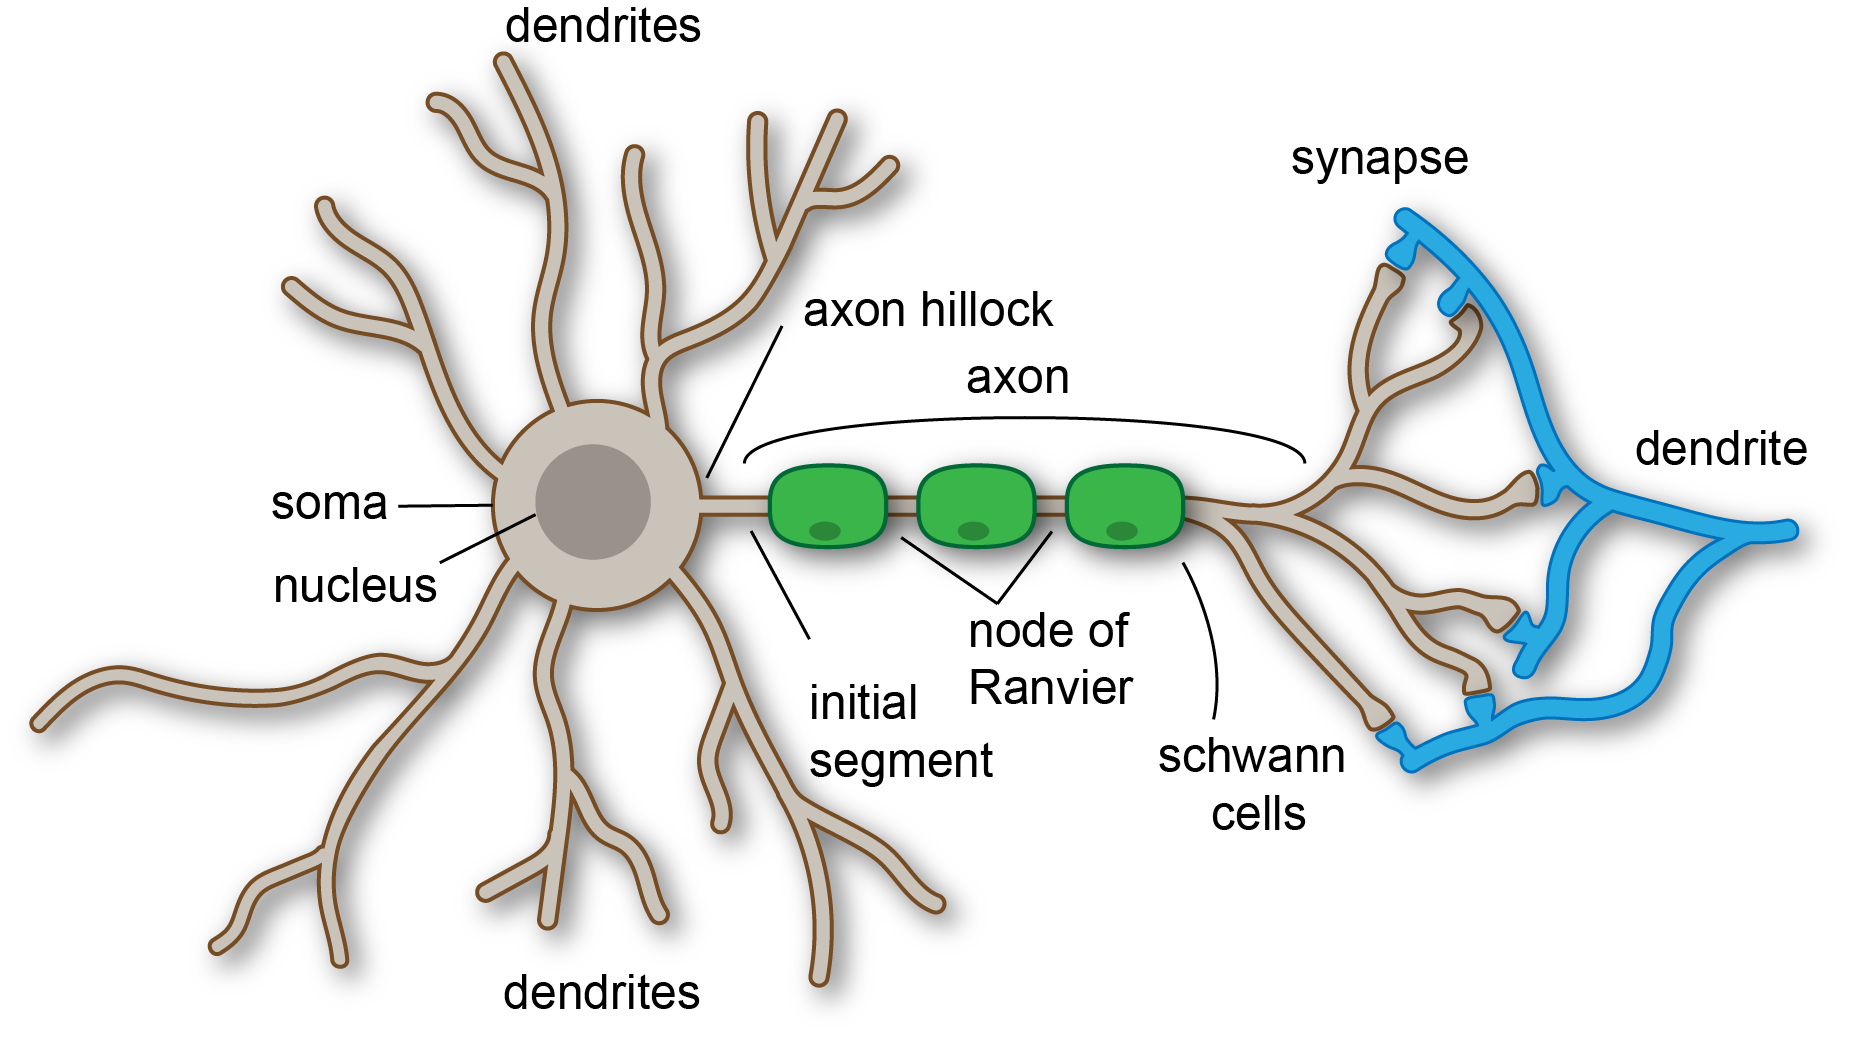 dendrites
synapse
axon hillock
axon
dendrite
soma
nucleus
node of
Ranvier
initial
segment
schwann
cells
dendrites